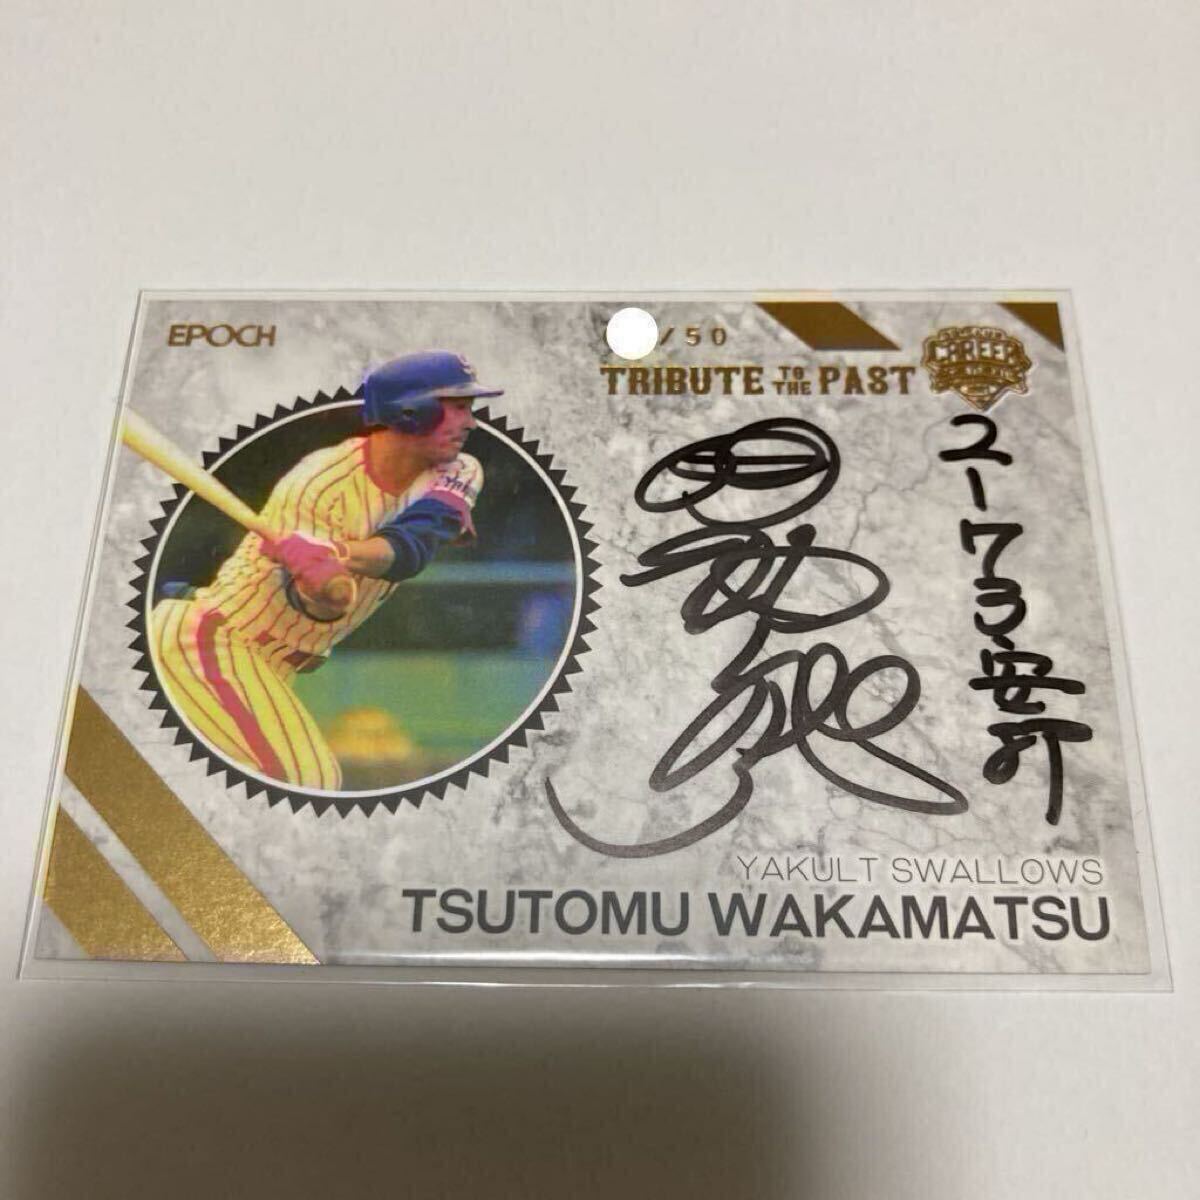 EPOCH
/50
TRIBUTE TO THE PAST
CAREER
2173安打
YAKULT SWALLOWS
TSUTOMU WAKAMATSU